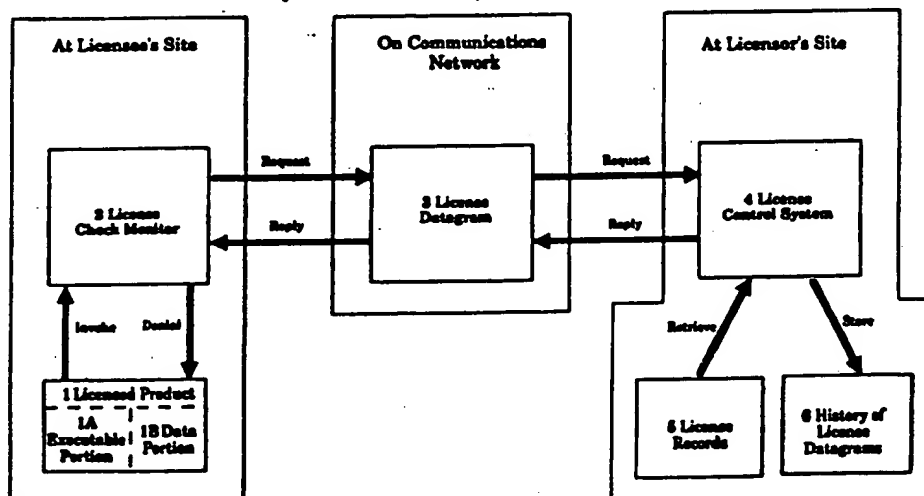 At Licensee's Site
On Communications
Network
At Licensor's Site
Request
Request
2 License
Check Monitor
3 License
Datagram
4 License
Control System
Reply
Reply
Invoke
Denial
Retrieve
Store
1 Licensed Product
1A
Executable
Portion
1B Data
Portion
5 License
Records
6 History of
License
Datagrams